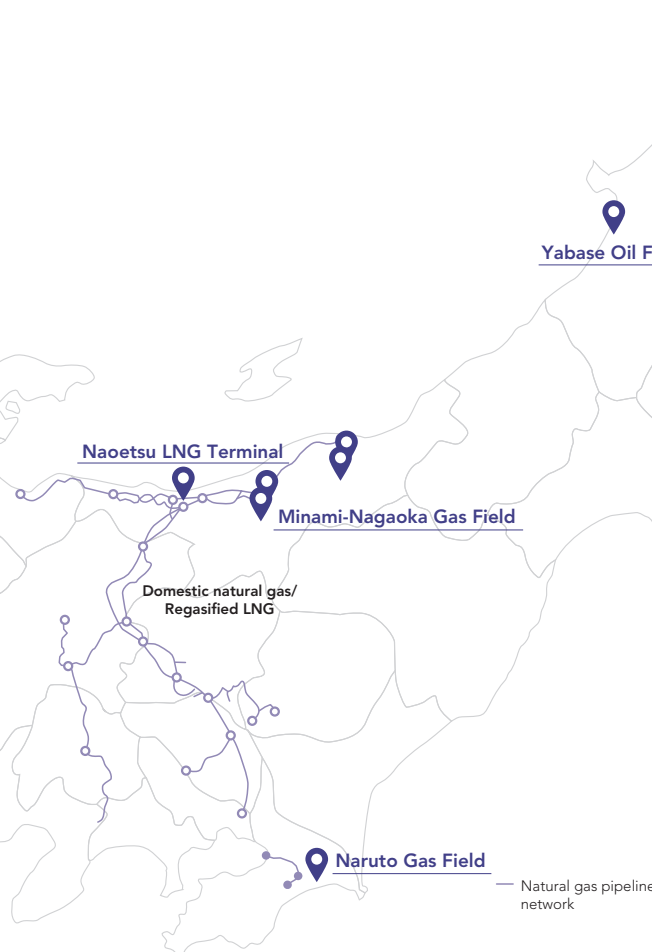 Yabase Oil F
Naoetsu LNG Terminal
Minami-Nagaoka Gas Field
Domestic natural gas/
Regasified LNG
Naruto Gas Field
Natural gas pipeline
network